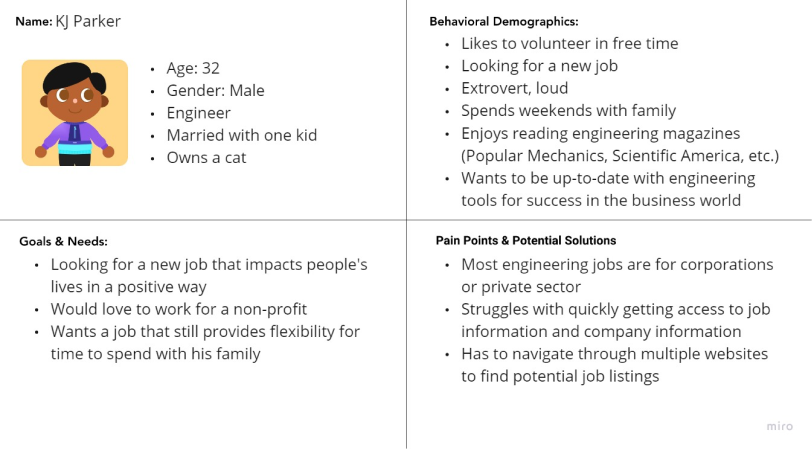 Name: KJ Parker
• Age: 32
• Gender: Male
• Engineer
• Married with one kid
• Owns a cat
Behavioral Demographics:
• Likes to volunteer in free time
• Looking for a new job
• Extrovert, loud
• Spends weekends with family
• Enjoys reading engineering magazines
(Popular Mechanics, Scientific America, etc.)
• Wants to be up-to-date with engineering
tools for success in the business world
Goals & Needs:
• Looking for a new job that impacts people's
lives in a positive way
• Would love to work for a non-profit
• Wants a job that still provides flexibility for
time to spend with his family
Pain Points & Potential Solutions
• Most engineering jobs are for corporations
or private sector
• Struggles with quickly getting access to job
information and company information
• Has to navigate through multiple websites
to find potential job listings
miro